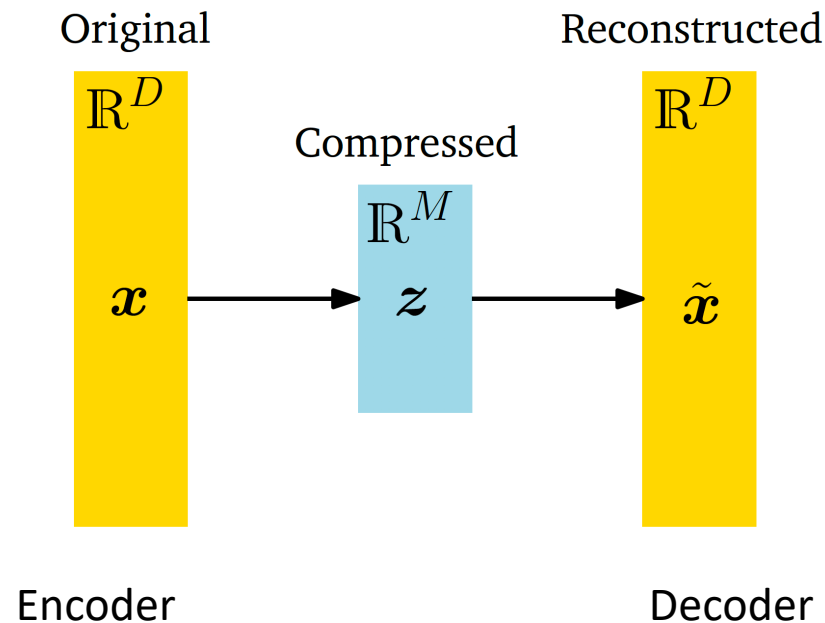 Original
Reconstructed
ℝ^D
ℝ^D
Compressed
ℝ^M
x
z
x̃
Encoder
Decoder